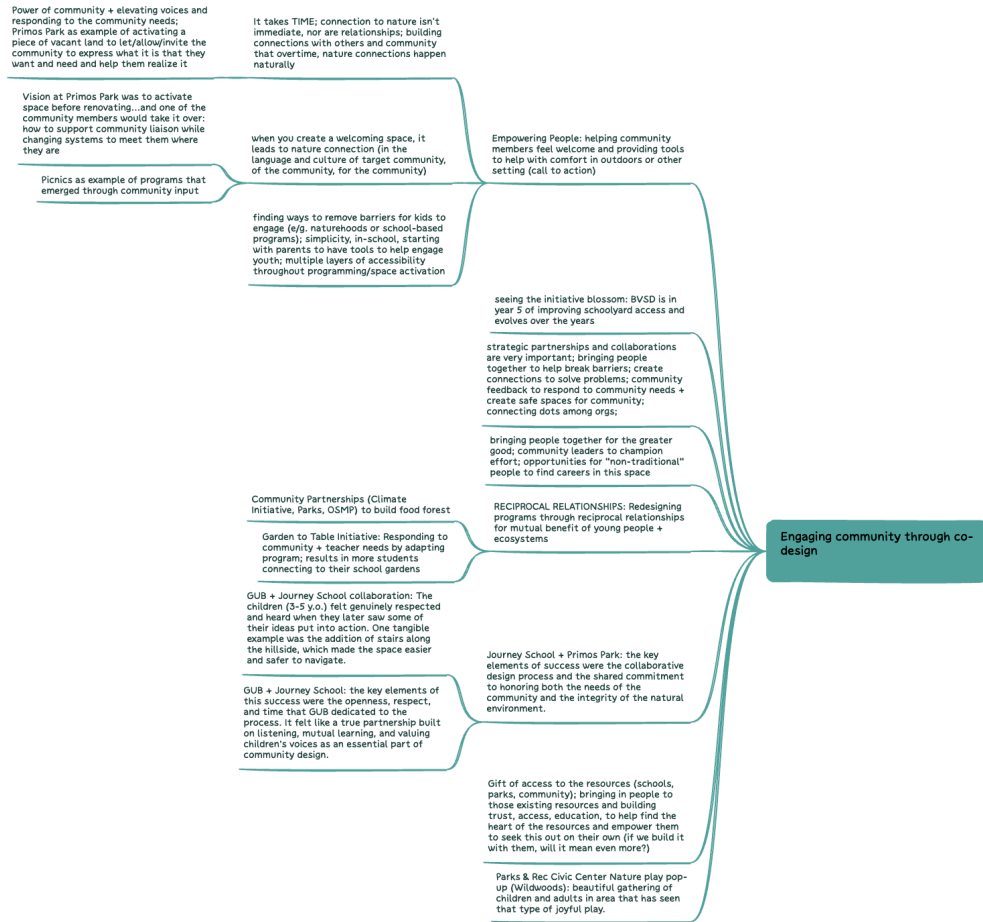 Power of community + elevating voices and
responding to the community needs;
Primos Park as example of activating a
piece of vacant land to let/allow/invite the
community to express what it is that they
want and need and help them realize it
It takes TIME; connection to nature isn't
immediate, nor are relationships; building
connections with others and community
that overtime, nature connections happen
naturally
Vision at Primos Park was to activate
space before renovating...and one of the
community members would take it over:
how to support community liaison while
changing systems to meet them where
they are
Picnics as example of programs that
emerged through community input
when you create a welcoming space, it
leads to nature connection (in the
language and culture of target community,
of the community, for the community)
finding ways to remove barriers for kids to
engage (e/g. naturehoods or school-based
programs); simplicity, in-school, starting
with parents to have tools to help engage
youth; multiple layers of accessibility
throughout programming/space activation
Empowering People: helping community
members feel welcome and providing tools
to help with comfort in outdoors or other
setting (call to action)
seeing the initiative blossom: BVSD is in
year 5 of improving schoolyard access and
evolves over the years
strategic partnerships and collaborations
are very important; bringing people
together to help break barriers; create
connections to solve problems; community
feedback to respond to community needs +
create safe spaces for community;
connecting dots among orgs;
bringing people together for the greater
good; community leaders to champion
effort; opportunities for "non-traditional"
people to find careers in this space
Community Partnerships (Climate
Initiative, Parks, OSMP) to build food forest
Garden to Table Initiative: Responding to
community + teacher needs by adapting
program; results in more students
connecting to their school gardens
RECIPROCAL RELATIONSHIPS: Redesigning
programs through reciprocal relationships
for mutual benefit of young people +
ecosystems
Engaging community through co-
design
GUB + Journey School collaboration: The
children (3-5 y.o.) felt genuinely respected
and heard when they later saw some of
their ideas put into action. One tangible
example was the addition of stairs along
the hillside, which made the space easier
and safer to navigate.
GUB + Journey School: the key elements of
this success were the openness, respect,
and time that GUB dedicated to the
process. It felt like a true partnership built
on listening, mutual learning, and valuing
children's voices as an essential part of
community design.
Journey School + Primos Park: the key
elements of success were the collaborative
design process and the shared commitment
to honoring both the needs of the
community and the integrity of the natural
environment.
Gift of access to the resources (schools,
parks, community); bringing in people to
those existing resources and building
trust, access, education, to help find the
heart of the resources and empower them
to seek this out on their own (if we build it
with them, will it mean even more?)
Parks & Rec Civic Center Nature play pop-
up (Wildwoods): beautiful gathering of
children and adults in area that has seen
that type of joyful play.